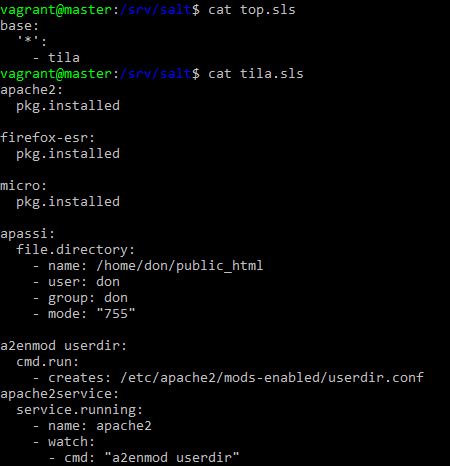 vagrant@master:/srv/salt$ cat top.sls
base:
  '*':
    - tila
vagrant@master:/srv/salt$ cat tila.sls
apache2:
  pkg.installed

firefox-esr:
  pkg.installed

micro:
  pkg.installed

apassi:
  file.directory:
    - name: /home/don/public_html
    - user: don
    - group: don
    - mode: "755"

a2enmod userdir:
  cmd.run:
    - creates: /etc/apache2/mods-enabled/userdir.conf
apache2service:
  service.running:
    - name: apache2
    - watch:
      - cmd: "a2enmod userdir"